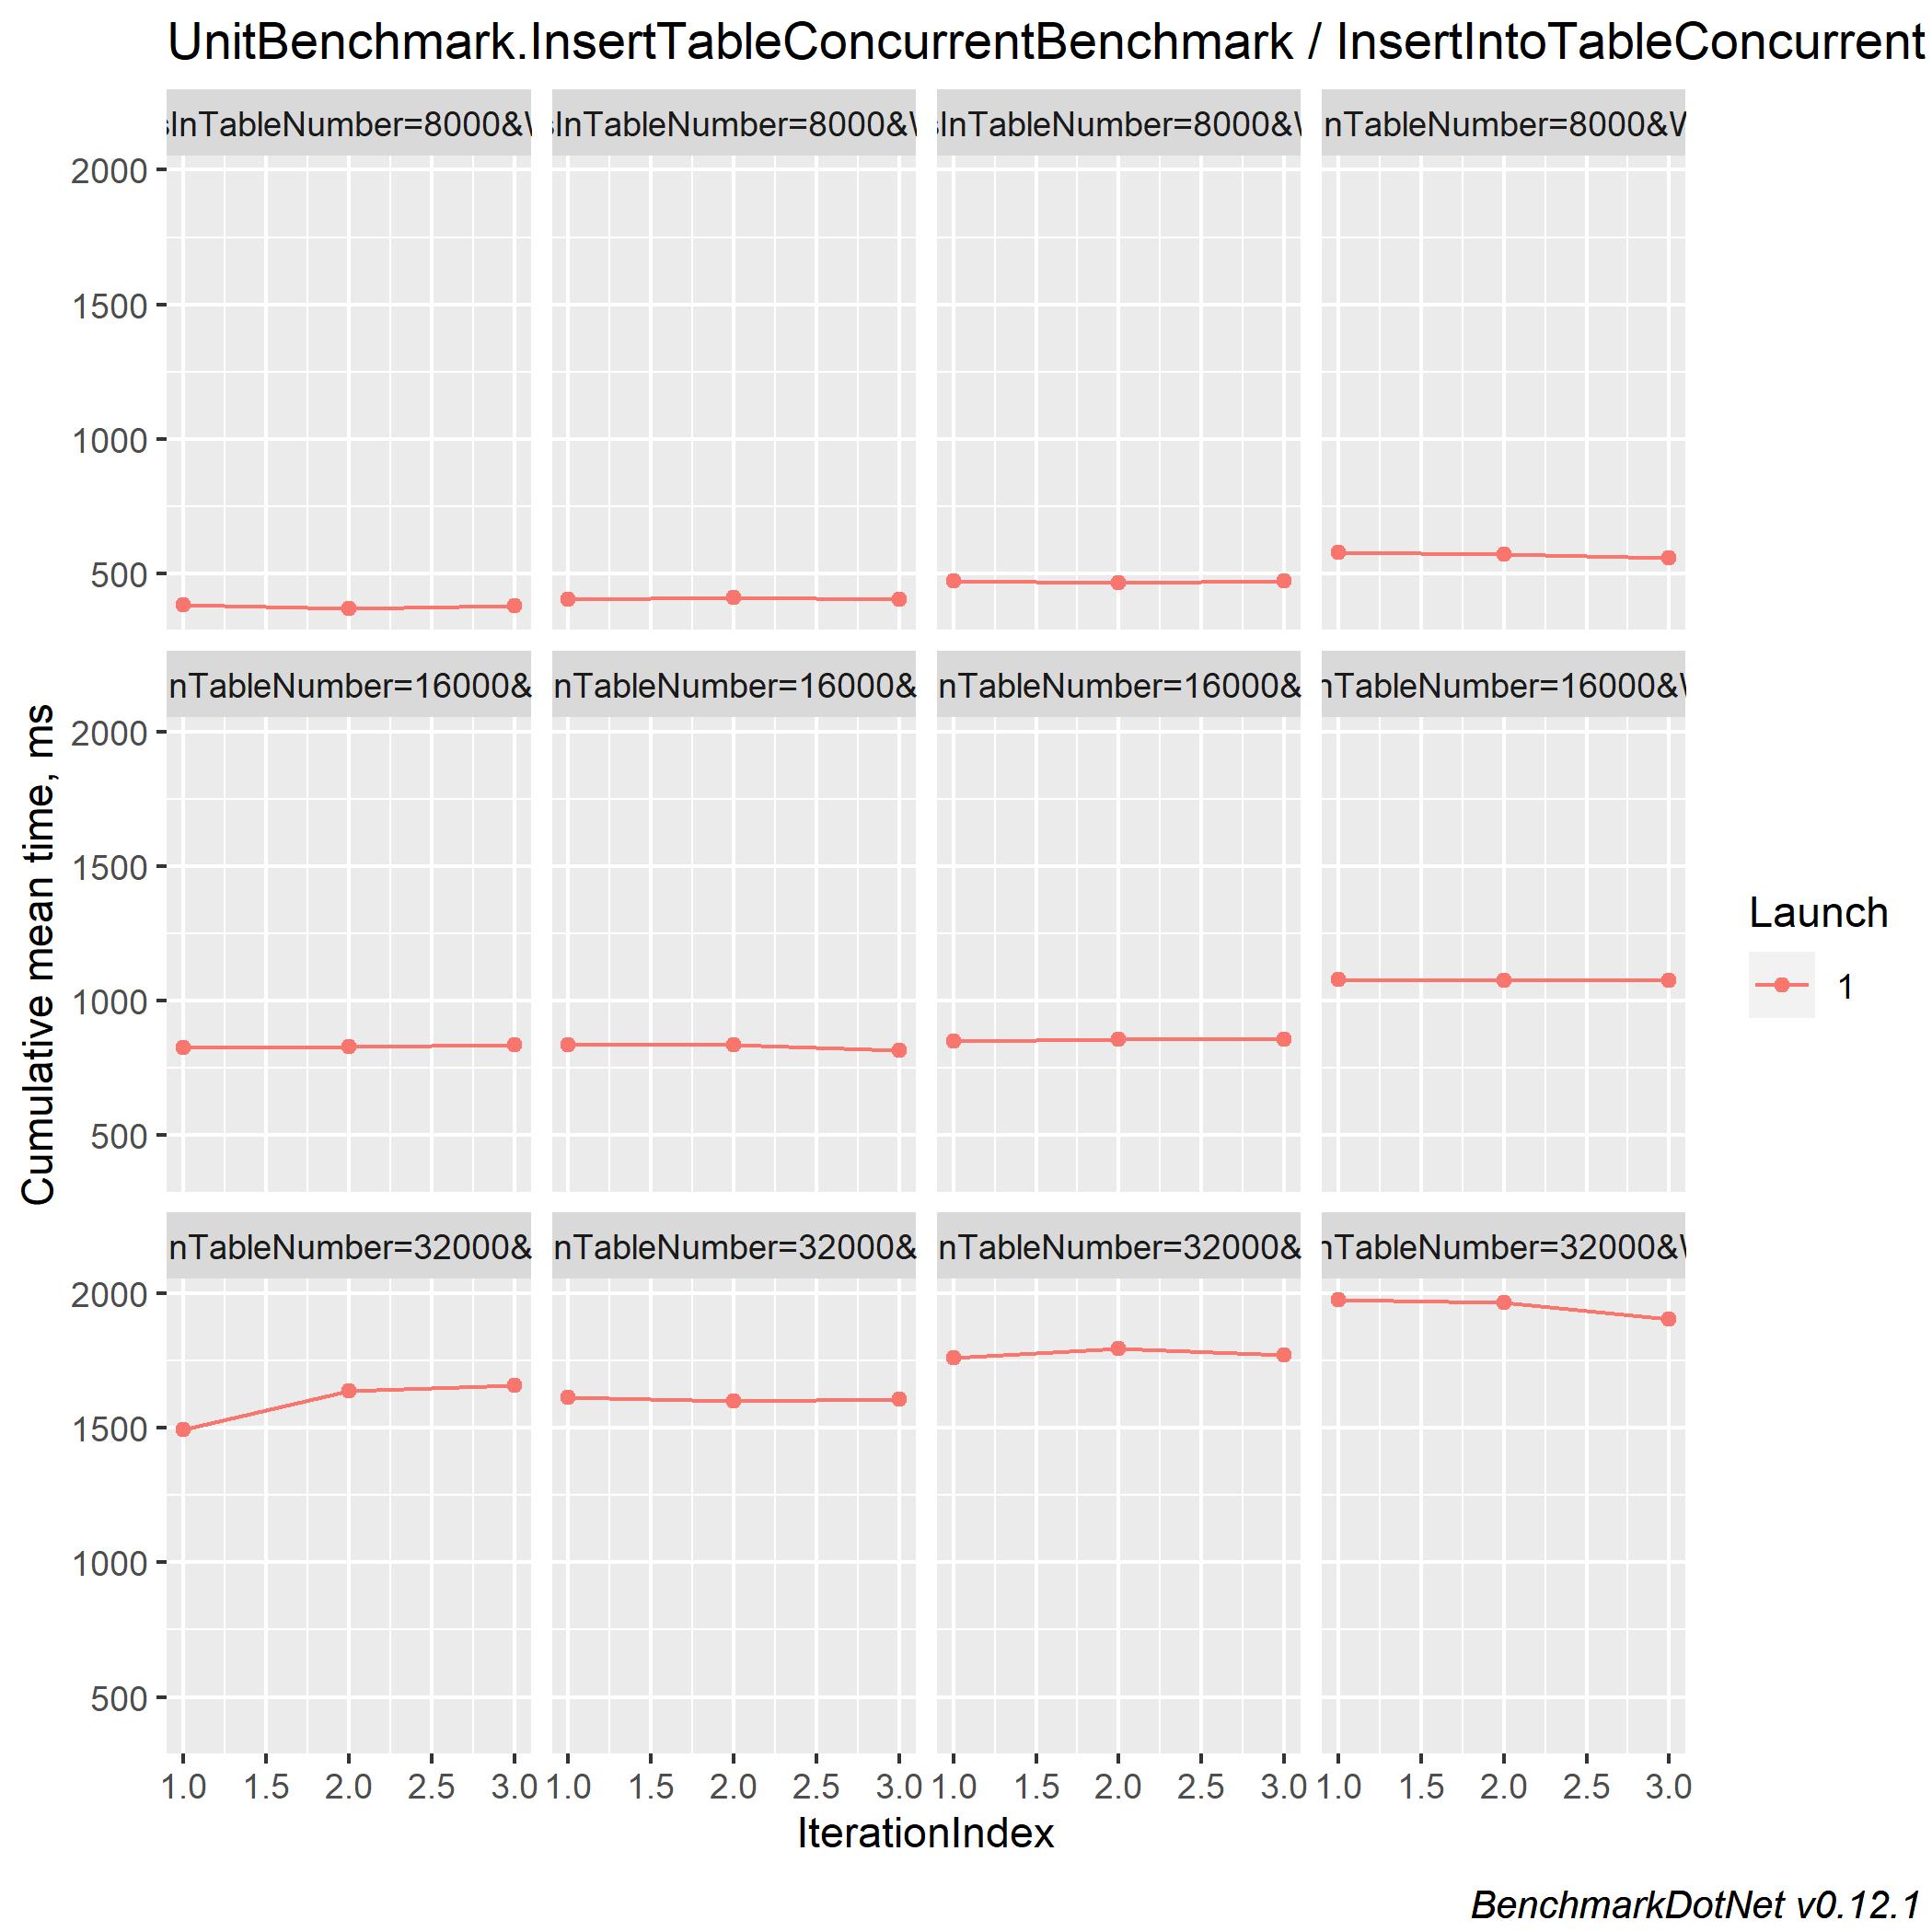 UnitBenchmark.InsertTableConcurrentBenchmark / InsertIntoTableConcurrent
sInTableNumber=8000&W sInTableNumber=8000&W sInTableNumber=8000&W nTableNumber=8000&W
2000
1500
1000
500
nTableNumber=16000& nTableNumber=16000& nTableNumber=16000& nTableNumber=16000&W
2000
1500
1000
500
nTableNumber=32000& nTableNumber=32000& nTableNumber=32000& nTableNumber=32000&W
2000
1500
1000
500
1.0 1.5 2.0 2.5 3.0 1.0 1.5 2.0 2.5 3.0 1.0 1.5 2.0 2.5 3.0 1.0 1.5 2.0 2.5 3.0
IterationIndex
Cumulative mean time, ms
Launch
1
BenchmarkDotNet v0.12.1